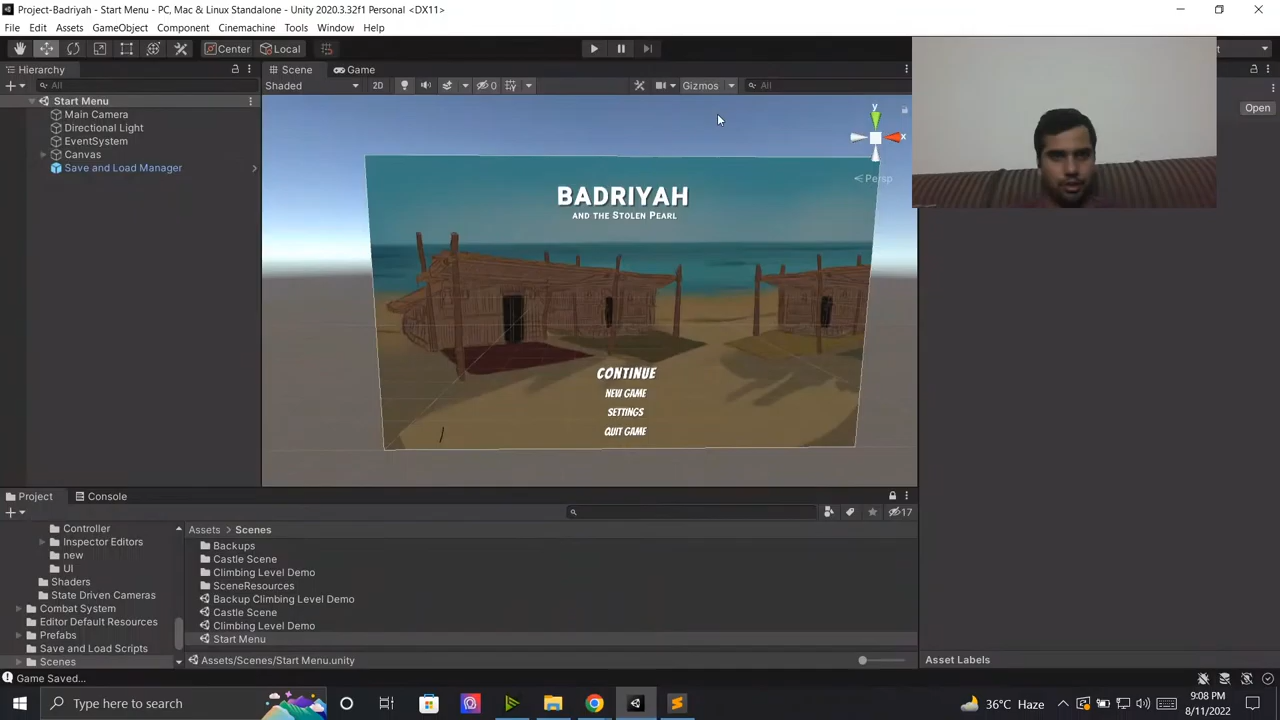 Project-Badriyah - Start Menu - PC, Mac & Linux Standalone - Unity 2020.3.32f1 Personal <DX11>
File Edit Assets GameObject Component Cinemachine Tools Window Help
Center Local
Hierarchy
Scene Game
All
Shaded 2D 0 Gizmos All
Start Menu
Main Camera
Directional Light
EventSystem
Canvas
Save and Load Manager
y
x
Persp
Open
BADRIYAH
AND THE STOLEN PEARL
CONTINUE
NEW GAME
SETTINGS
QUIT GAME
Project Console
17
Controller
Inspector Editors
new
UI
Shaders
State Driven Cameras
Combat System
Editor Default Resources
Prefabs
Save and Load Scripts
Scenes
Assets > Scenes
Backups
Castle Scene
Climbing Level Demo
SceneResources
Backup Climbing Level Demo
Castle Scene
Climbing Level Demo
Start Menu
Assets/Scenes/Start Menu.unity
Asset Labels
Game Saved...
Type here to search
36°C Haze
9:08 PM
8/11/2022